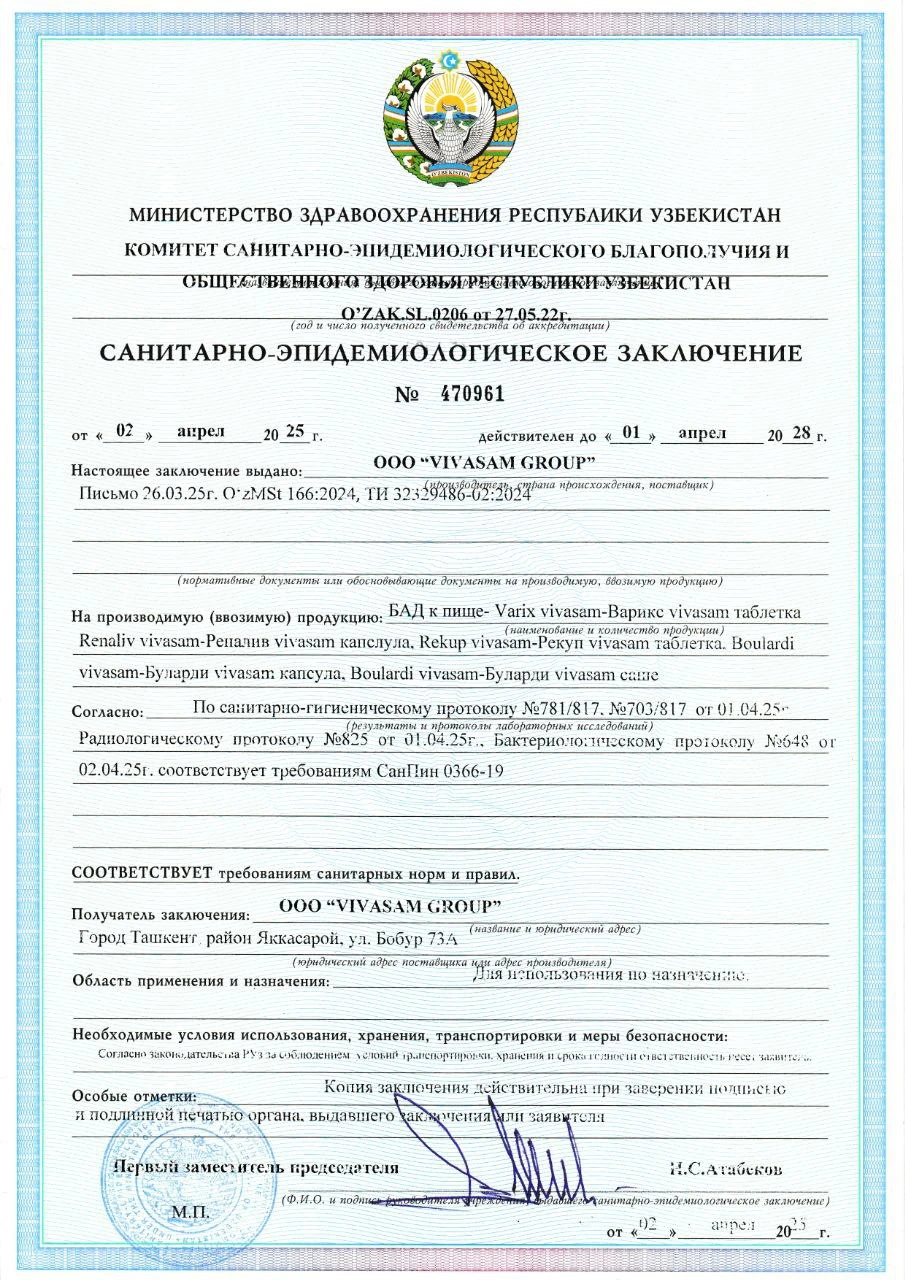 O'ZBEKISTON
МИНИСТЕРСТВО ЗДРАВООХРАНЕНИЯ РЕСПУБЛИКИ УЗБЕКИСТАН
КОМИТЕТ САНИТАРНО-ЭПИДЕМИОЛОГИЧЕСКОГО БЛАГОПОЛУЧИЯ И
ОБЩЕСТВЕННОГО ЗДОРОВЬЯ РЕСПУБЛИКИ УЗБЕКИСТАН
O'ZAK.SL.0206 от 27.05.22г.
(год и число полученного свидетельства об аккредитации)
САНИТАРНО-ЭПИДЕМИОЛОГИЧЕСКОЕ ЗАКЛЮЧЕНИЕ
№ 470961
от «02» апрел 2025 г. действителен до «01» апрел 2028 г.
Настоящее заключение выдано: ООО “VIVASAM GROUP”
(производитель, страна происхождения, поставщик)
Письмо 26.03.25г. O'zMSt 166:2024, ТИ 32329486-02:2024
(нормативные документы или обосновывающие документы на производимую, ввозимую продукцию)
На производимую (ввозимую) продукцию: БАД к пище- Varix vivasam-Варикс vivasam таблетка
(наименование и количество продукции)
Renaliv vivasam-Реналив vivasam капслула, Rekup vivasam-Рекуп vivasam таблетка, Boulardi
vivasam-Буларди vivasam капсула, Boulardi vivasam-Буларди vivasam саше
Согласно: По санитарно-гигиеническому протоколу №781/817, №703/817 от 01.04.25г
(результаты и протоколы лабораторных исследований)
Радиологическому протоколу №825 от 01.04.25г., Бактериологическому протоколу №648 от
02.04.25г. соответствует требованиям СанПин 0366-19
СООТВЕТСТВУЕТ требованиям санитарных норм и правил.
Получатель заключения: ООО “VIVASAM GROUP”
(название и юридический адрес)
Город Ташкент, район Яккасарой, ул. Бобур 73А
(юридический адрес поставщика или адрес производителя)
Область применения и назначения: Для использования по назначению.
Необходимые условия использования, хранения, транспортировки и меры безопасности:
Согласно законодательства РУз за соблюдением условий транспортировки, хранения и срока годности ответственность несет заявитель.
Особые отметки: Копия заключения действительна при заверении подписью
и подлинной печатью органа, выдавшего заключения или заявителя
Первый заместитель председателя Н.С.Атабеков
(Ф.И.О. и подпись руководителя учреждения, выдавшего санитарно-эпидемиологическое заключение)
М.П.
от «02» апрел 2025 г.